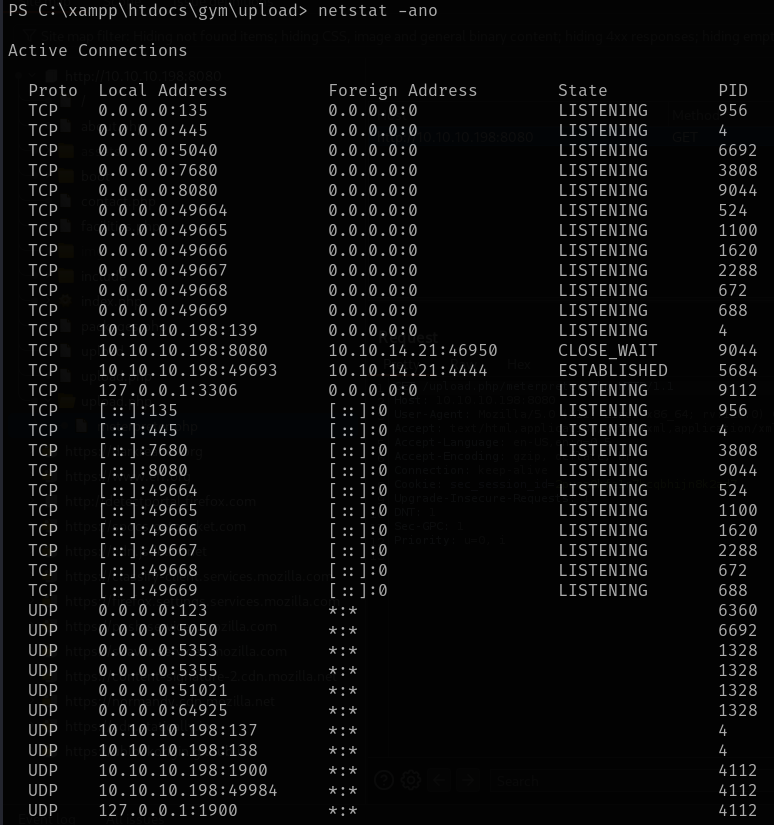 PS C:\xampp\htdocs\gym\upload> netstat -ano
Active Connections
Proto Local Address Foreign Address State PID
TCP 0.0.0.0:135 0.0.0.0:0 LISTENING 956
TCP 0.0.0.0:445 0.0.0.0:0 LISTENING 4
TCP 0.0.0.0:5040 0.0.0.0:0 LISTENING 6692
TCP 0.0.0.0:7680 0.0.0.0:0 LISTENING 3808
TCP 0.0.0.0:8080 0.0.0.0:0 LISTENING 9044
TCP 0.0.0.0:49664 0.0.0.0:0 LISTENING 524
TCP 0.0.0.0:49665 0.0.0.0:0 LISTENING 1100
TCP 0.0.0.0:49666 0.0.0.0:0 LISTENING 1620
TCP 0.0.0.0:49667 0.0.0.0:0 LISTENING 2288
TCP 0.0.0.0:49668 0.0.0.0:0 LISTENING 672
TCP 0.0.0.0:49669 0.0.0.0:0 LISTENING 688
TCP 10.10.10.198:139 0.0.0.0:0 LISTENING 4
TCP 10.10.10.198:8080 10.10.14.21:46950 CLOSE_WAIT 9044
TCP 10.10.10.198:49693 10.10.14.21:4444 ESTABLISHED 5684
TCP 127.0.0.1:3306 0.0.0.0:0 LISTENING 9112
TCP [::]:135 [::]:0 LISTENING 956
TCP [::]:445 [::]:0 LISTENING 4
TCP [::]:7680 [::]:0 LISTENING 3808
TCP [::]:8080 [::]:0 LISTENING 9044
TCP [::]:49664 [::]:0 LISTENING 524
TCP [::]:49665 [::]:0 LISTENING 1100
TCP [::]:49666 [::]:0 LISTENING 1620
TCP [::]:49667 [::]:0 LISTENING 2288
TCP [::]:49668 [::]:0 LISTENING 672
TCP [::]:49669 [::]:0 LISTENING 688
UDP 0.0.0.0:123 *:* 6360
UDP 0.0.0.0:5050 *:* 6692
UDP 0.0.0.0:5353 *:* 1328
UDP 0.0.0.0:5355 *:* 1328
UDP 0.0.0.0:51021 *:* 1328
UDP 0.0.0.0:64925 *:* 1328
UDP 10.10.10.198:137 *:* 4
UDP 10.10.10.198:138 *:* 4
UDP 10.10.10.198:1900 *:* 4112
UDP 10.10.10.198:49984 *:* 4112
UDP 127.0.0.1:1900 *:* 4112